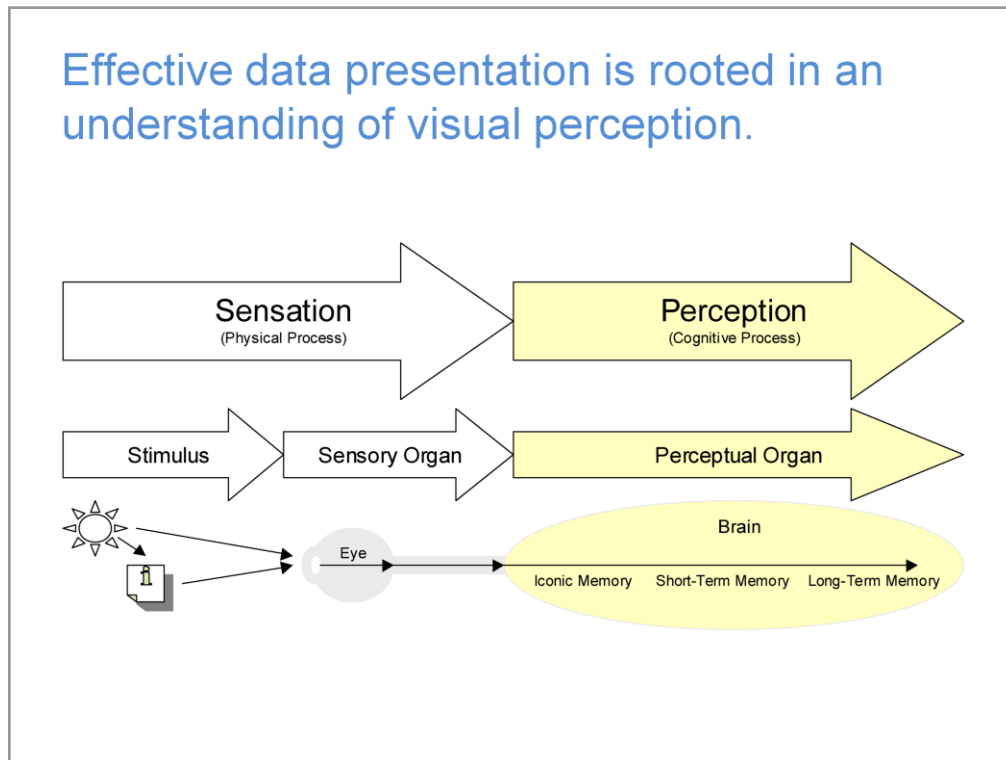 Effective data presentation is rooted in an
understanding of visual perception.
Sensation
(Physical Process)
Perception
(Cognitive Process)
Stimulus
Sensory Organ
Perceptual Organ
Brain
Eye
i
Iconic Memory
Short-Term Memory
Long-Term Memory